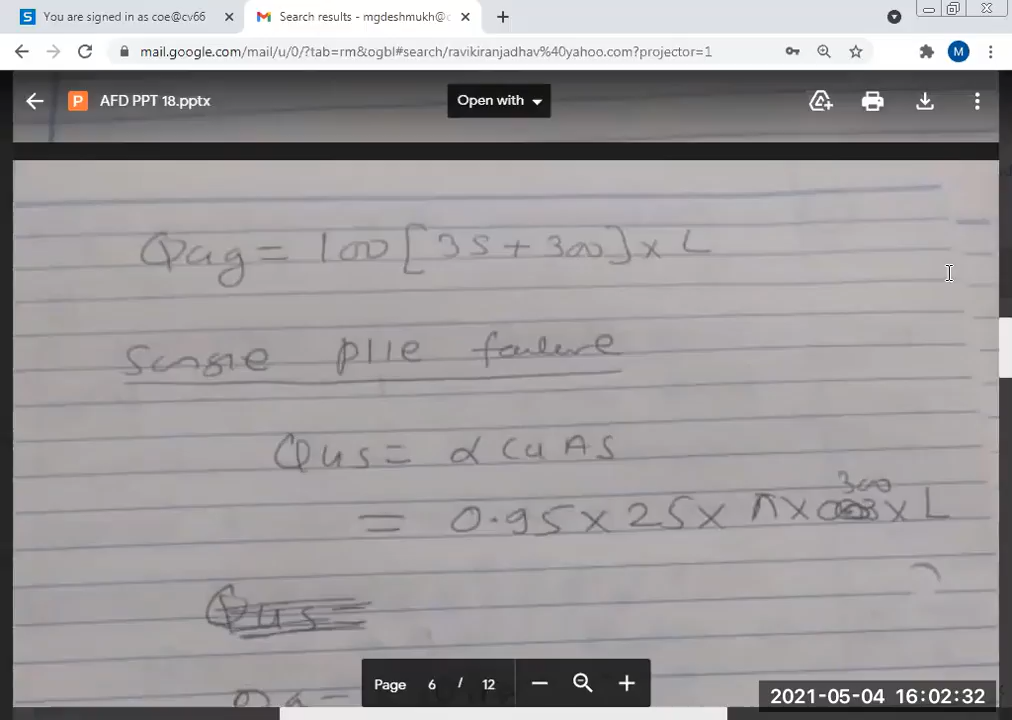 You are signed in as coe@cv66
Search results - mgdeshmukh@c
mail.google.com/mail/u/0/?tab=rm&ogbl#search/ravikiranjadhav%40yahoo.com?projector=1
M
P AFD PPT 18.pptx
Open with
Qug = 100 [3S + 300] x L
Single pile failure
Qus = α Cu As
300
= 0.95 x 25 x π x x L
Qus =
Page 6 / 12
2021-05-04 16:02:32